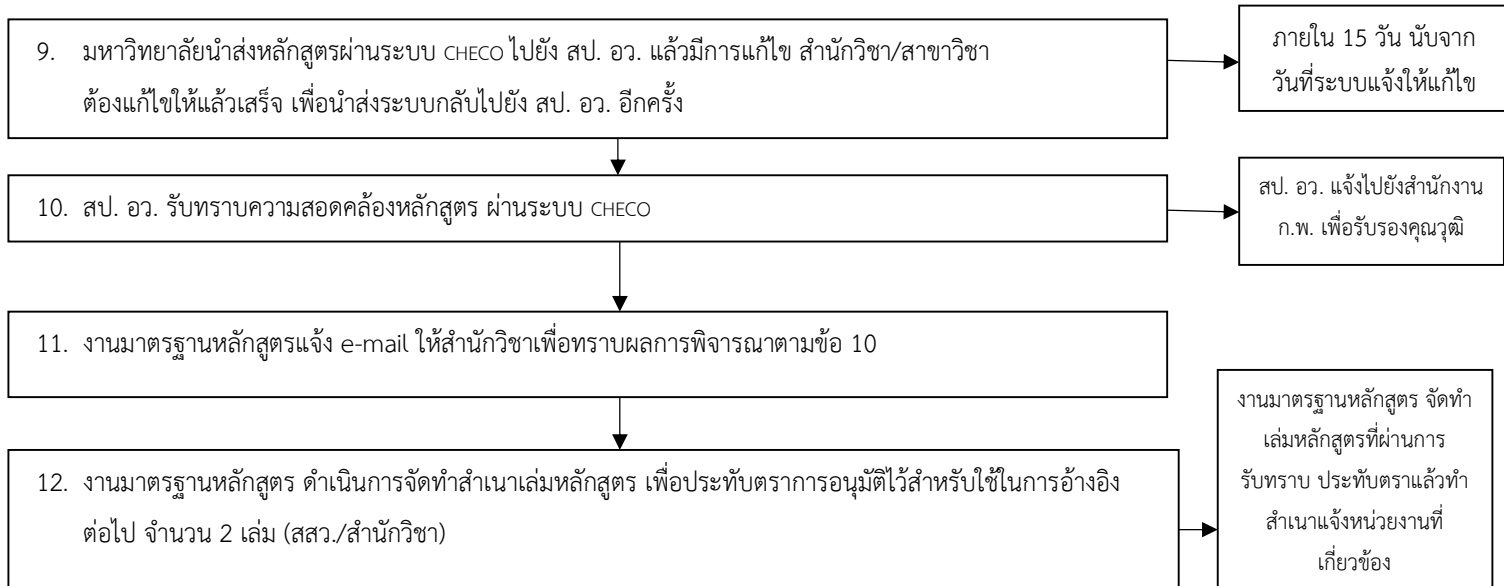 9. มหาวิทยาลัยนำส่งหลักสูตรผ่านระบบ CHECO ไปยัง สป. อว. แล้วมีการแก้ไข สำนักวิชา/สาขาวิชา
ต้องแก้ไขให้แล้วเสร็จ เพื่อนำส่งระบบกลับไปยัง สป. อว. อีกครั้ง
ภายใน 15 วัน นับจาก
วันที่ระบบแจ้งให้แก้ไข
10. สป. อว. รับทราบความสอดคล้องหลักสูตร ผ่านระบบ CHECO
สป. อว. แจ้งไปยังสำนักงาน
ก.พ. เพื่อรับรองคุณวุฒิ
11. งานมาตรฐานหลักสูตรแจ้ง e-mail ให้สำนักวิชาเพื่อทราบผลการพิจารณาตามข้อ 10
12. งานมาตรฐานหลักสูตร ดำเนินการจัดทำสำเนาเล่มหลักสูตร เพื่อประทับตราการอนุมัติไว้สำหรับใช้ในการอ้างอิง
ต่อไป จำนวน 2 เล่ม (สสว./สำนักวิชา)
งานมาตรฐานหลักสูตร จัดทำ
เล่มหลักสูตรที่ผ่านการ
รับทราบ ประทับตราแล้วทำ
สำเนาแจ้งหน่วยงานที่
เกี่ยวข้อง